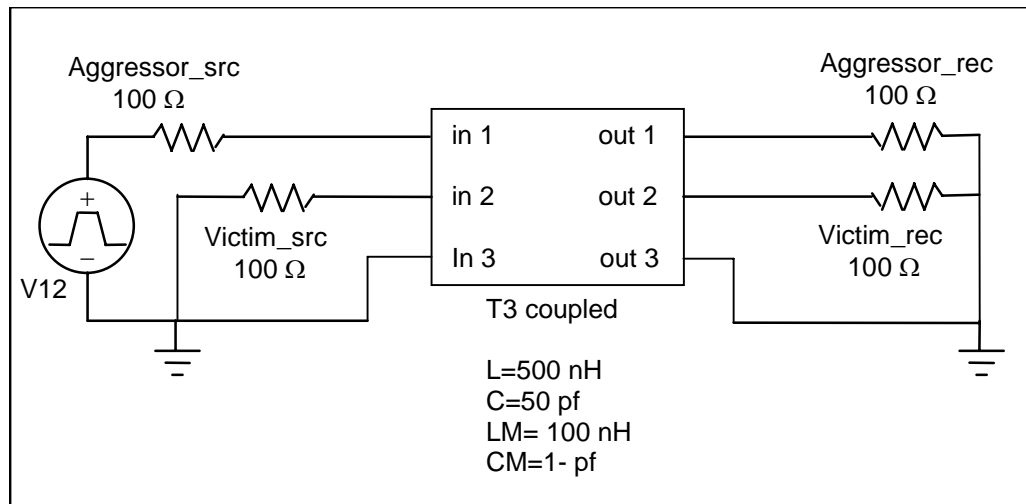 Aggressor_src
100 Ω
Aggressor_rec
100 Ω
in 1
out 1
in 2
out 2
+
−
Victim_src
100 Ω
Victim_rec
100 Ω
In 3
out 3
V12
T3 coupled
L=500 nH
C=50 pf
LM= 100 nH
CM=1- pf